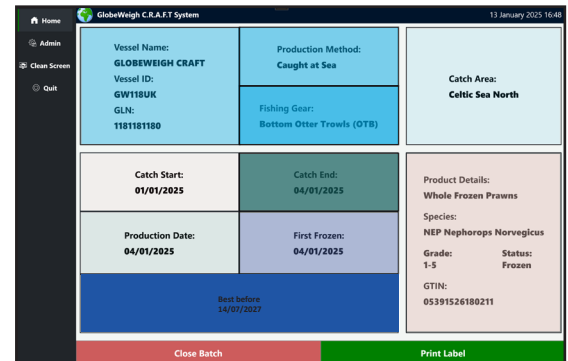 GlobeWeigh C.R.A.F.T System
13 January 2025 16:48
Home
Admin
Clean Screen
Quit
Vessel Name:
GLOBEWEIGH CRAFT
Vessel ID:
GW118UK
GLN:
1181181180
Production Method:
Caught at Sea
Fishing Gear:
Bottom Otter Trowls (OTB)
Catch Area:
Celtic Sea North
Catch Start:
01/01/2025
Catch End:
04/01/2025
Production Date:
04/01/2025
First Frozen:
04/01/2025
Best before
14/07/2027
Product Details:
Whole Frozen Prawns
Species:
NEP Nephorops Norvegicus
Grade: Status:
1-5 Frozen
GTIN:
05391526180211
Close Batch
Print Label